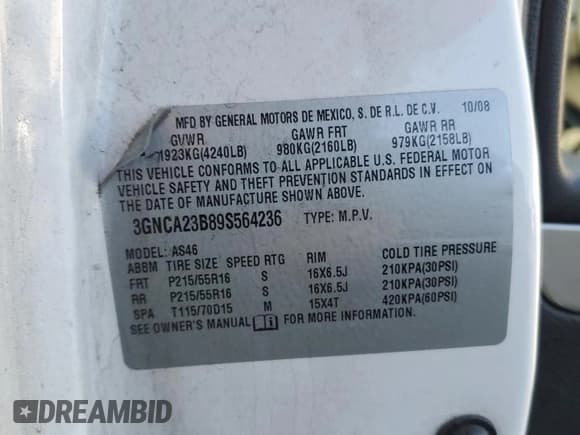 MFD BY GENERAL MOTORS DE MEXICO, S. DE R.L. DE C.V. 10/08
GVWR GAWR FRT GAWR RR
1923KG(4240LB) 980KG(2160LB) 979KG(2158LB)
THIS VEHICLE CONFORMS TO ALL APPLICABLE U.S. FEDERAL MOTOR
VEHICLE SAFETY AND THEFT PREVENTION STANDARDS IN EFFECT ON
THE DATE OF MANUFACTURE SHOWN ABOVE.
3GNCA23B89S564236 TYPE: M.P.V.
MODEL: AS46
ABBM TIRE SIZE SPEED RTG RIM COLD TIRE PRESSURE
FRT P215/55R16 S 16X6.5J 210KPA(30PSI)
RR P215/55R16 S 16X6.5J 210KPA(30PSI)
SPA T115/70D15 M 15X4T 420KPA(60PSI)
SEE OWNER'S MANUAL FOR MORE INFORMATION.
DREAMBID